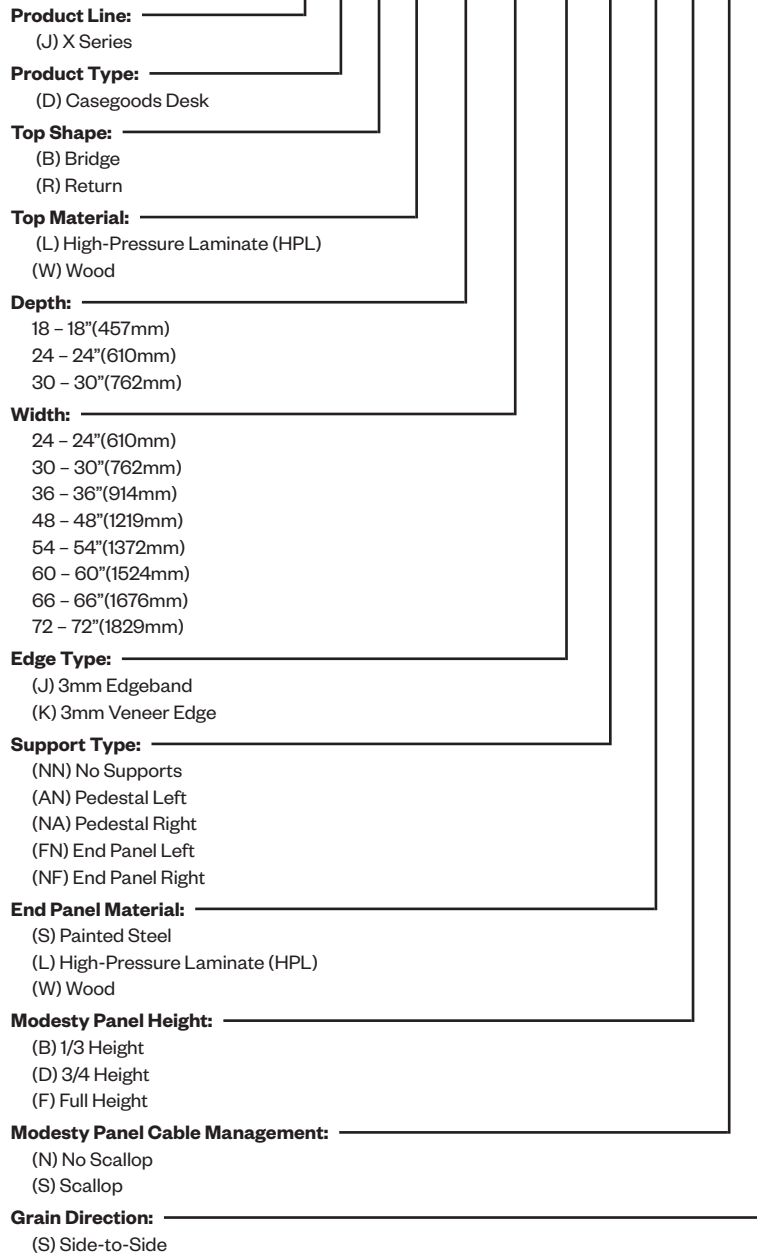 Product Line:
(J) X Series
Product Type:
(D) Casegoods Desk
Top Shape:
(B) Bridge
(R) Return
Top Material:
(L) High-Pressure Laminate (HPL)
(W) Wood
Depth:
18 – 18”(457mm)
24 – 24”(610mm)
30 – 30”(762mm)
Width:
24 – 24”(610mm)
30 – 30”(762mm)
36 – 36”(914mm)
48 – 48”(1219mm)
54 – 54”(1372mm)
60 – 60”(1524mm)
66 – 66”(1676mm)
72 – 72”(1829mm)
Edge Type:
(J) 3mm Edgeband
(K) 3mm Veneer Edge
Support Type:
(NN) No Supports
(AN) Pedestal Left
(NA) Pedestal Right
(FN) End Panel Left
(NF) End Panel Right
End Panel Material:
(S) Painted Steel
(L) High-Pressure Laminate (HPL)
(W) Wood
Modesty Panel Height:
(B) 1/3 Height
(D) 3/4 Height
(F) Full Height
Modesty Panel Cable Management:
(N) No Scallop
(S) Scallop
Grain Direction:
(S) Side-to-Side